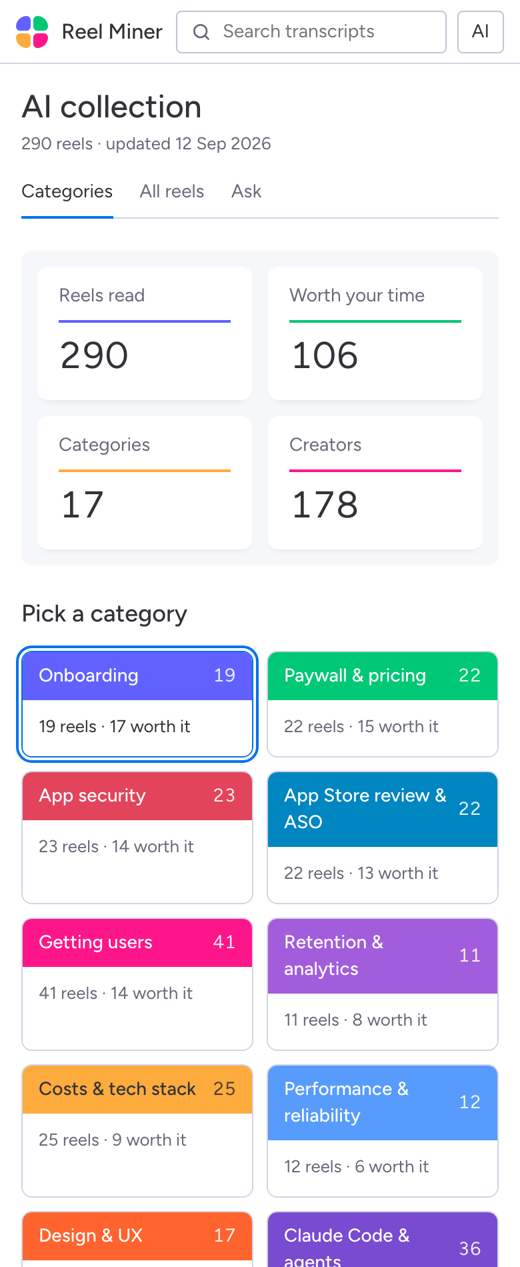 Reel Miner
Search transcripts
AI
AI collection
290 reels · updated 12 Sep 2026
Categories
All reels
Ask
Reels read
290
Worth your time
106
Categories
17
Creators
178
Pick a category
Onboarding 19
19 reels · 17 worth it
Paywall & pricing 22
22 reels · 15 worth it
App security 23
23 reels · 14 worth it
App Store review &
ASO
22
22 reels · 13 worth it
Getting users 41
41 reels · 14 worth it
Retention &
analytics
11
11 reels · 8 worth it
Costs & tech stack 25
25 reels · 9 worth it
Performance &
reliability
12
12 reels · 6 worth it
Design & UX 17
Claude Code &
agents
36